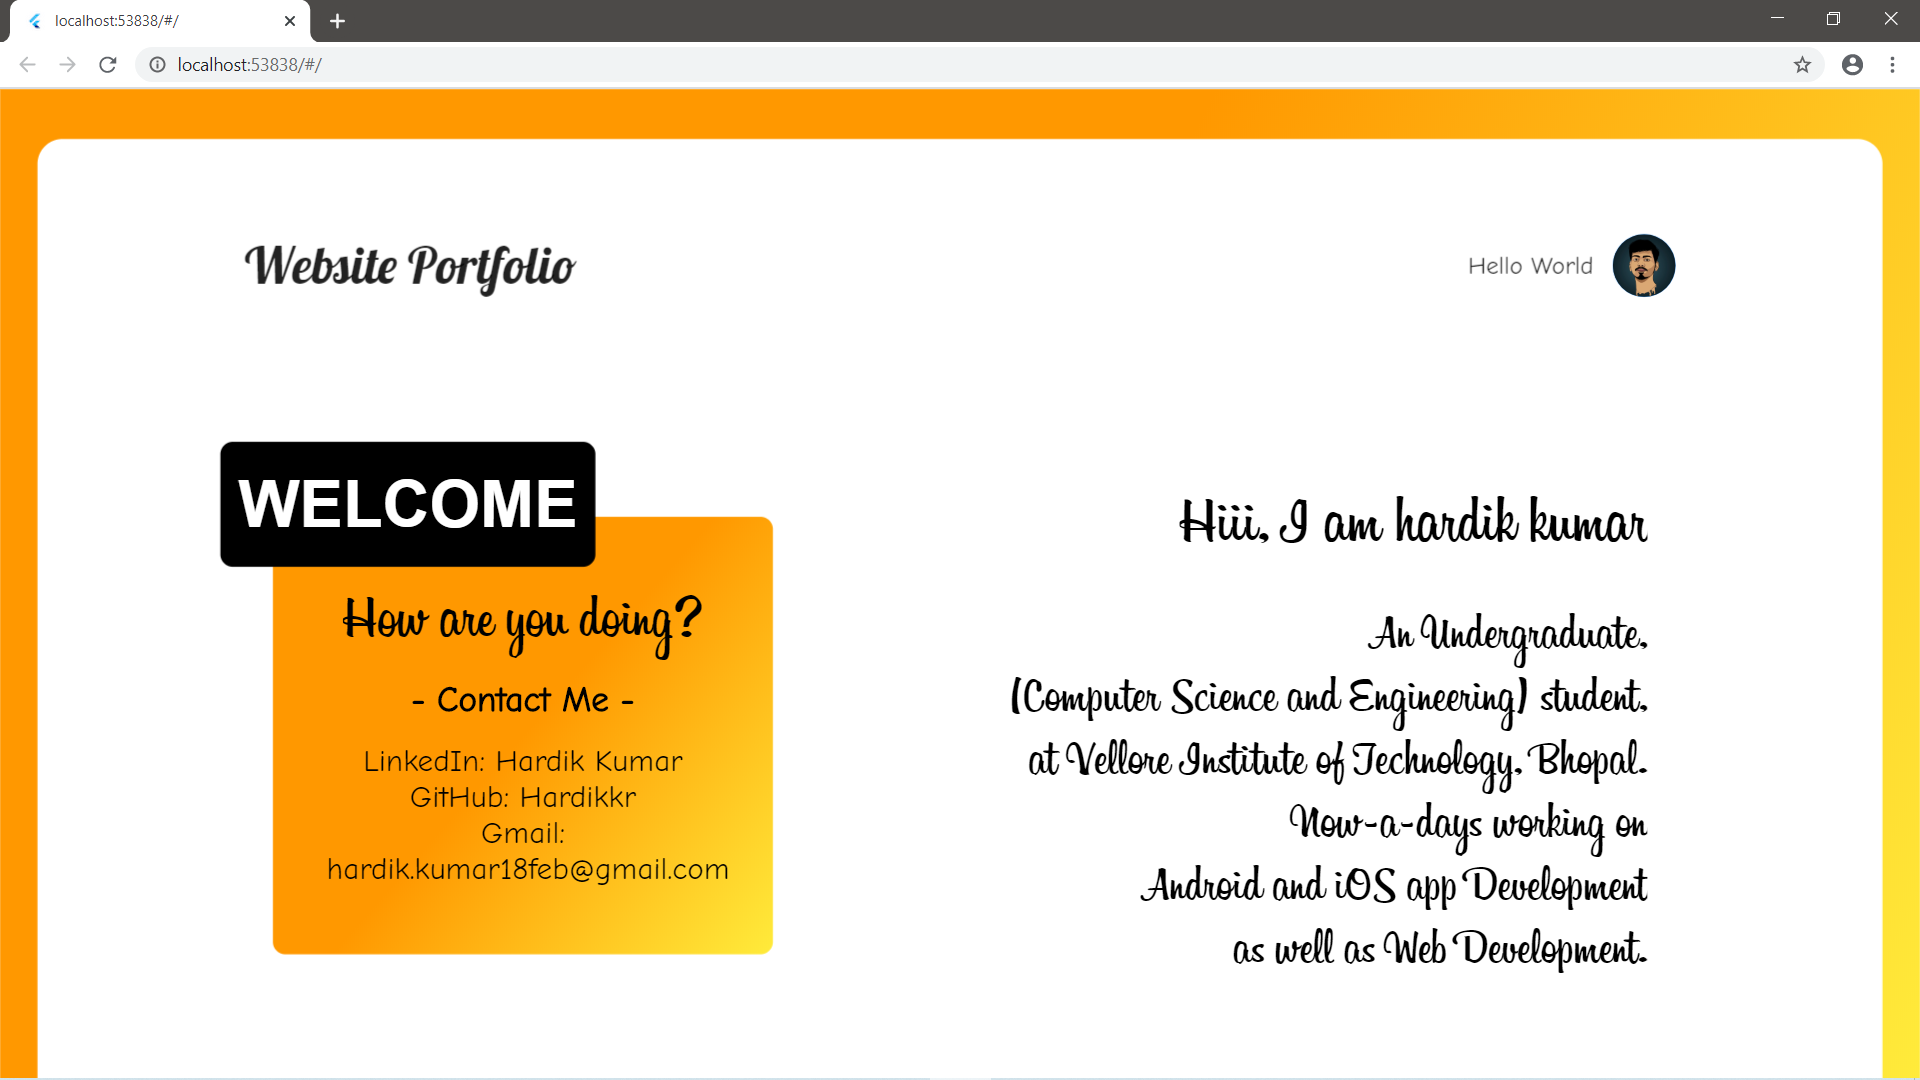 localhost:53838/#/
localhost:53838/#/
Website Portfolio
Hello World
WELCOME
How are you doing?
- Contact Me -
LinkedIn: Hardik Kumar
GitHub: Hardikkr
Gmail:
hardik.kumar18feb@gmail.com
Hiii, I am hardik kumar
An Undergraduate,
(Computer Science and Engineering) student,
at Vellore Institute of Technology, Bhopal.
Now-a-days working on
Android and iOS app Development
as well as Web Development.